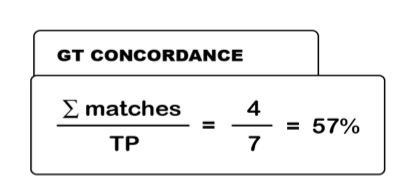 GT CONCORDANCE
∑ matches
TP
=
4
7
= 57%